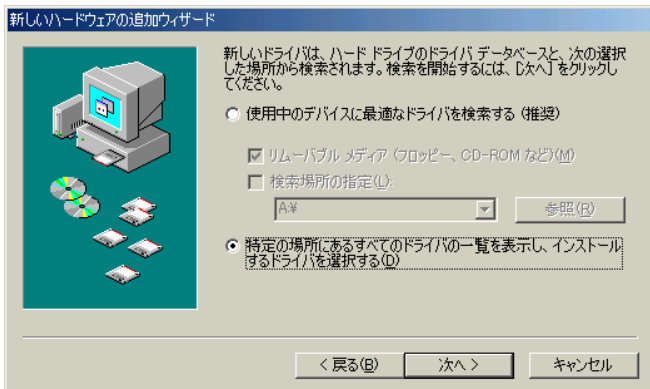 新しいハードウェアの追加ウィザード
新しいドライバは、ハード ドライブのドライバ データベースと、次の選択
した場所から検索されます。検索を開始するには、[次へ] をクリックし
てください。
使用中のデバイスに最適なドライバを検索する (推奨)
リムーバブル メディア (フロッピー、CD-ROM など)(M)
検索場所の指定(L):
A:¥
参照(R)
特定の場所にあるすべてのドライバの一覧を表示し、インストール
するドライバを選択する(D)
< 戻る(B)
次へ >
キャンセル